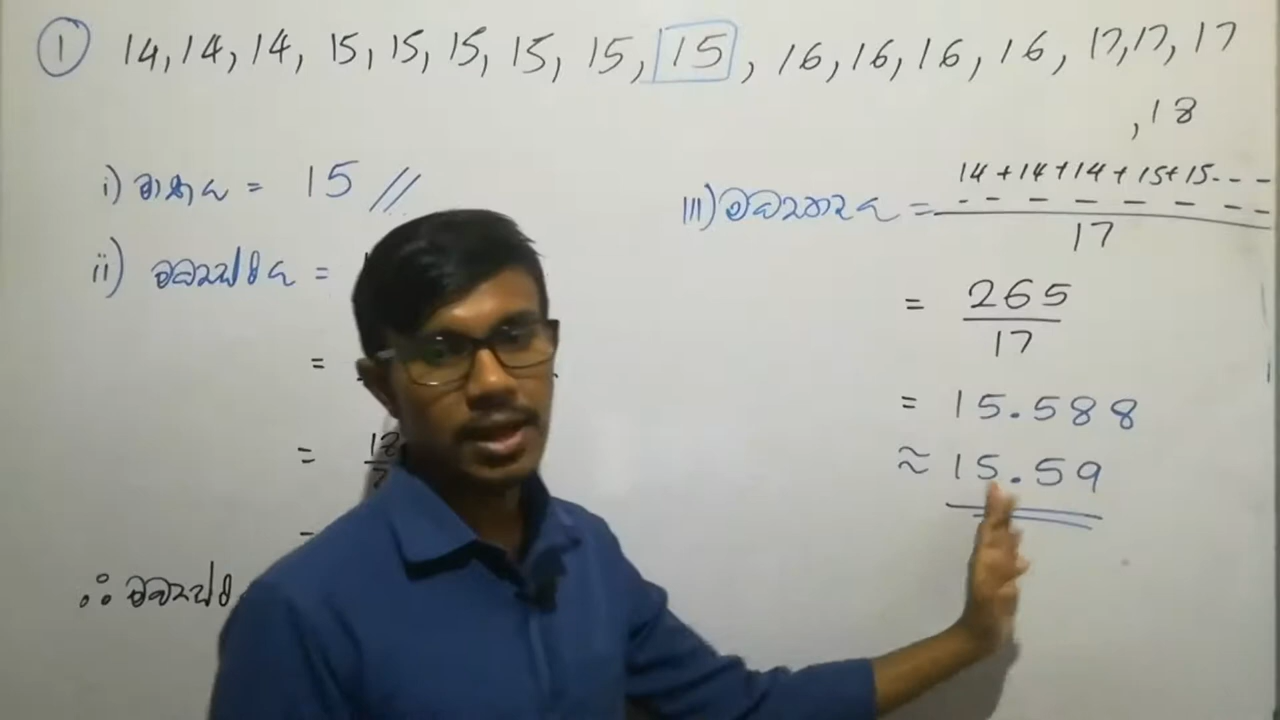 ① 14, 14, 14, 15, 15, 15, 15, 15, 15, 16, 16, 16, 16, 17, 17, 17
, 18
i) මාතය = 15 //
ii) මධ්‍යස්ථය =
=
= 
=
∴ මධ්‍යස්ථ
iii) මධ්‍යන්‍යය = 14 + 14 + 14 + 15 + 15 - - -
- - - - - - - -
17
= 265
17
= 15.588
≈ 15.59